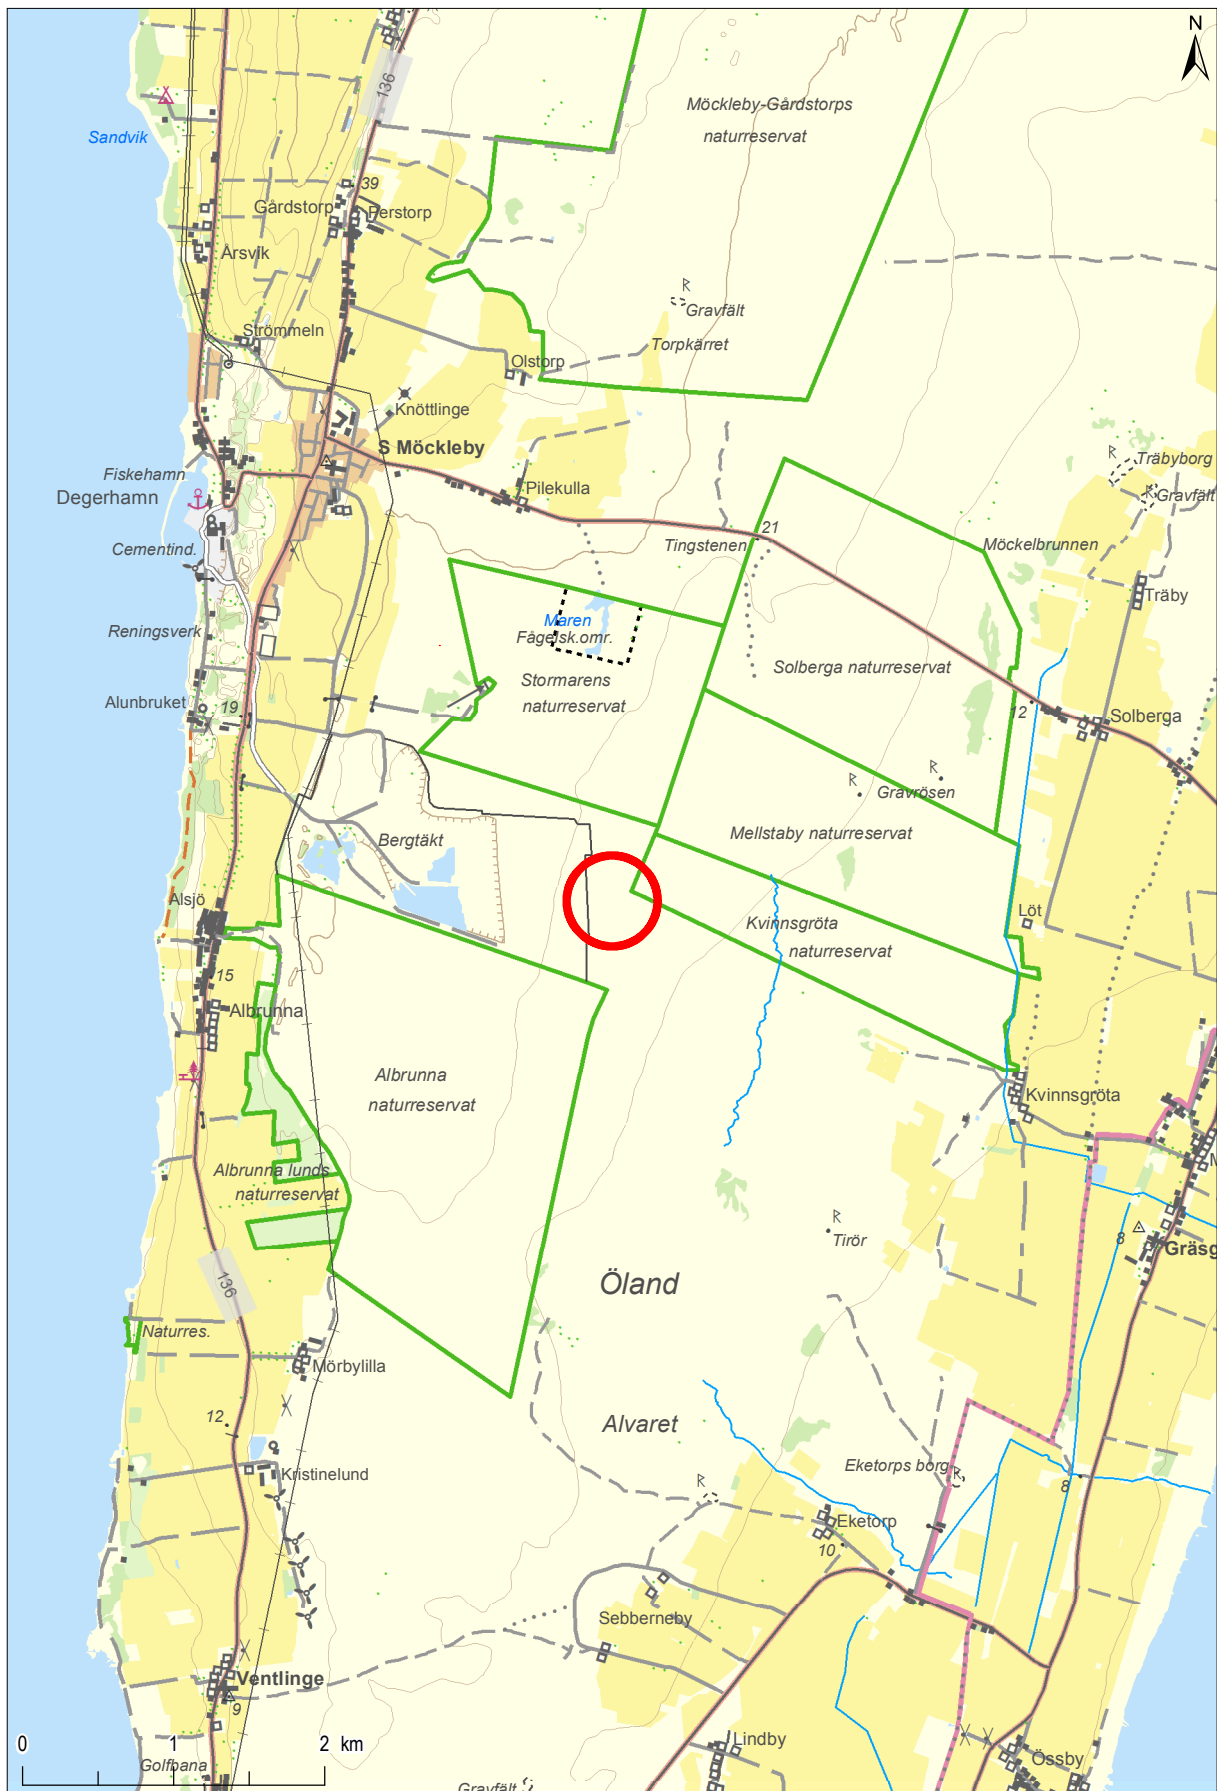 N
136
Möckleby-Gårdstorps
naturreservat
Sandvik
39
Gårdstorp
Perstorp
Årsvik
Gravfält
Strömmeln
Torpkärret
Olstorp
Knöttlinge
S Möckleby
Träbyborg
Fiskehamn
Degerhamn
Pilekulla
Gravfält
21
Tingstenen
Möckelbrunnen
Cementind.
Träby
Maren
Fågelsk.omr.
Reningsverk
Solberga naturreservat
Stormarens
naturreservat
Alunbruket
19
12
Solberga
Gravrösen
Bergtäkt
Mellstaby naturreservat
Alsjö
Löt
Kvinnsgröta
naturreservat
15
Albrunna
Albrunna
naturreservat
Kvinnsgröta
M
Albrunna lunds
naturreservat
Tirör
8
Gräsg
136
Öland
Naturres.
Mörbylilla
12
Alvaret
Kristinelund
Eketorps borg
8
Eketorp
10
Sebberneby
Ventlinge
9
0
1
2 km
Lindby
Össby
Golfbana
Gravfält